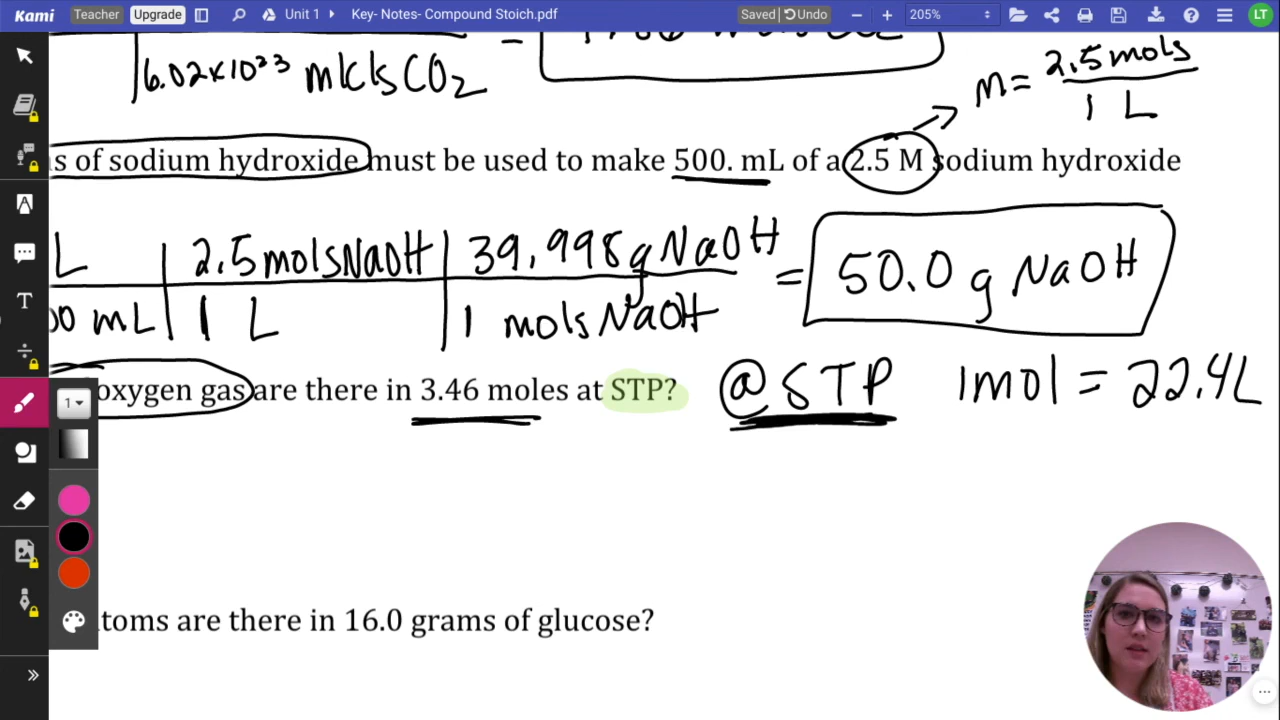 Kami Teacher Upgrade Unit 1 Key- Notes- Compound Stoich.pdf Saved Undo 205% LT
6.02x10²³ mlcls CO₂ =
M = 2.5 mols
1 L
s of sodium hydroxide must be used to make 500. mL of a 2.5 M sodium hydroxide
L 2.5 mols NaOH 39.998 g NaOH = 50.0 g NaOH
00 mL 1 L 1 mols NaOH
oxygen gas are there in 3.46 moles at STP? @ STP 1 mol = 22.4L
1
T
toms are there in 16.0 grams of glucose?